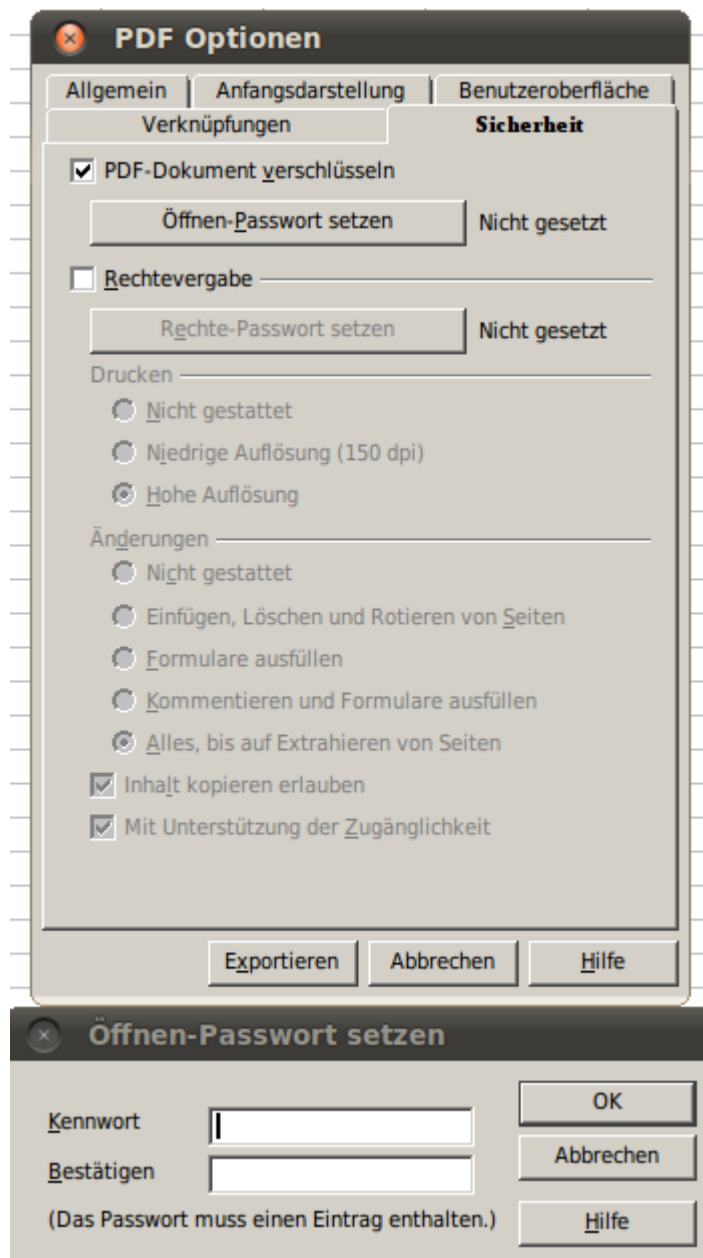 PDF Optionen
Allgemein Anfangsdarstellung Benutzeroberfläche
Verknüpfungen Sicherheit
PDF-Dokument verschlüsseln
Öffnen-Passwort setzen Nicht gesetzt
Rechtevergabe
Rechte-Passwort setzen Nicht gesetzt
Drucken
Nicht gestattet
Niedrige Auflösung (150 dpi)
Hohe Auflösung
Änderungen
Nicht gestattet
Einfügen, Löschen und Rotieren von Seiten
Formulare ausfüllen
Kommentieren und Formulare ausfüllen
Alles, bis auf Extrahieren von Seiten
Inhalt kopieren erlauben
Mit Unterstützung der Zugänglichkeit
Exportieren Abbrechen Hilfe
Öffnen-Passwort setzen
Kennwort OK
Bestätigen Abbrechen
(Das Passwort muss einen Eintrag enthalten.) Hilfe